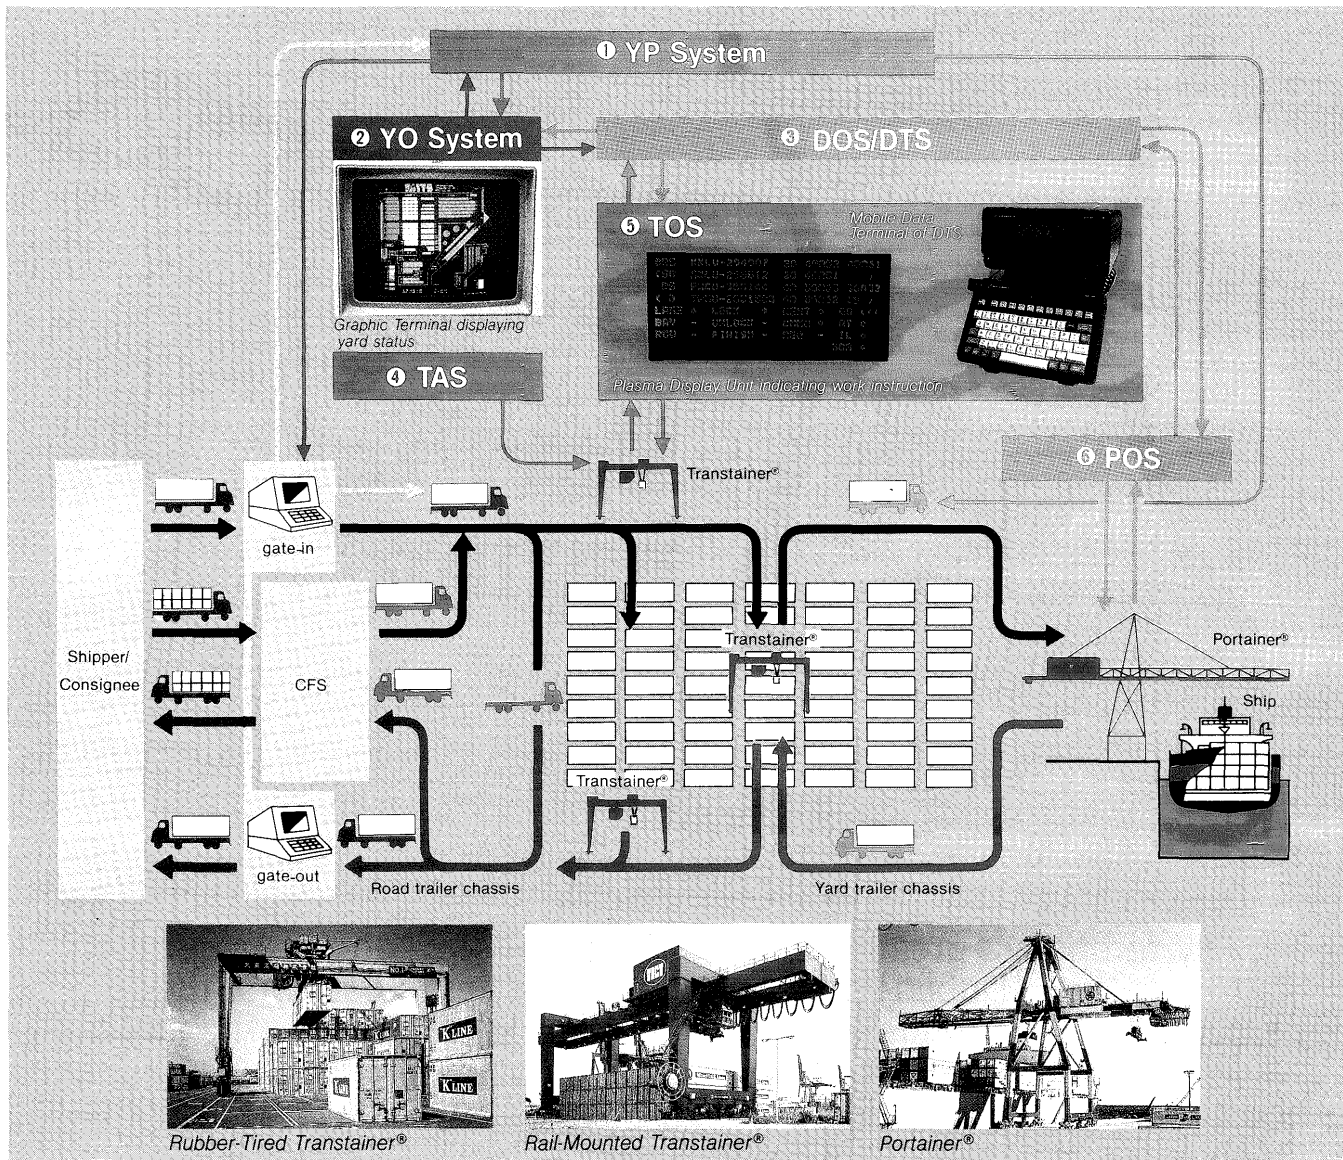 ❶ YP System
❷ YO System
❸ DOS/DTS
❺ TOS
Mobile Data
Terminal of DTS
Graphic Terminal displaying
yard status
❹ TAS
Plasma Display Unit indicating work instruction
❻ POS
Transtainer®
gate-in
Shipper/
Consignee
CFS
Transtainer®
Portainer®
Ship
Transtainer®
gate-out
Road trailer chassis
Yard trailer chassis
K LINE
K LINE
Rubber-Tired Transtainer®
Rail-Mounted Transtainer®
Portainer®